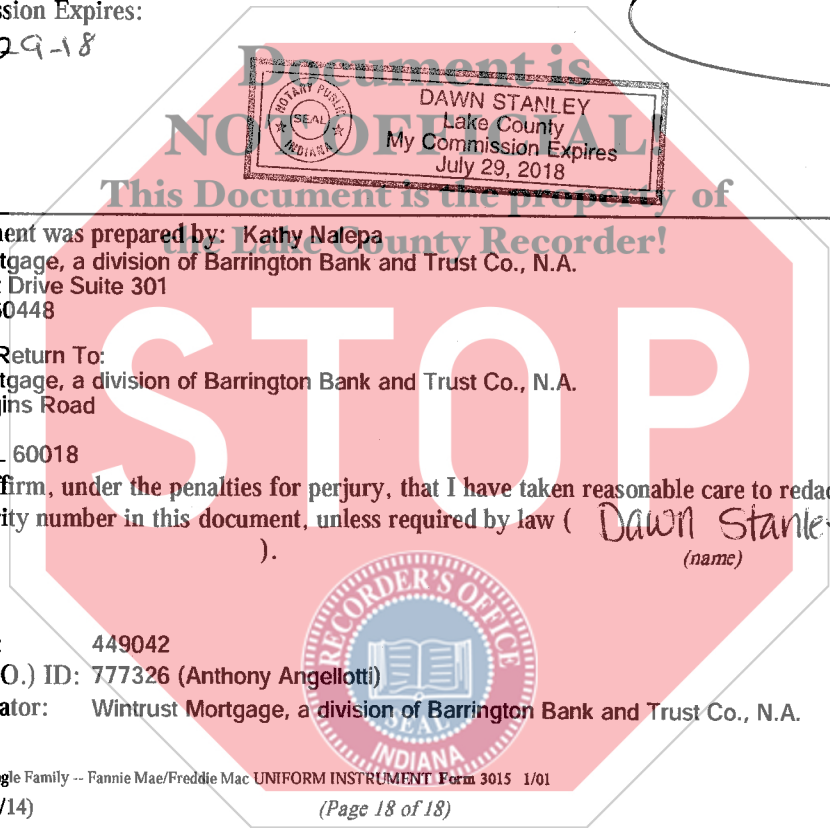 ssion Expires:
29-18
Document is
NOT OFFICIAL!
This Document is the property of
the Lake County Recorder!
NOTARY PUBLIC
SEAL
INDIANA
DAWN STANLEY
Lake County
My Commission Expires
July 29, 2018
ent was prepared by: Kathy Nalepa
tgage, a division of Barrington Bank and Trust Co., N.A.
Drive Suite 301
60448
Return To:
tgage, a division of Barrington Bank and Trust Co., N.A.
ins Road
60018
firm, under the penalties for perjury, that I have taken reasonable care to redac
ity number in this document, unless required by law ( Dawn Stanle
).
(name)
STOP
RECORDER'S OFFICE
SEAL
INDIANA
: 449042
O.) ID: 777326 (Anthony Angellotti)
ator: Wintrust Mortgage, a division of Barrington Bank and Trust Co., N.A.
gle Family -- Fannie Mae/Freddie Mac UNIFORM INSTRUMENT Form 3015 1/01
/14)
(Page 18 of 18)